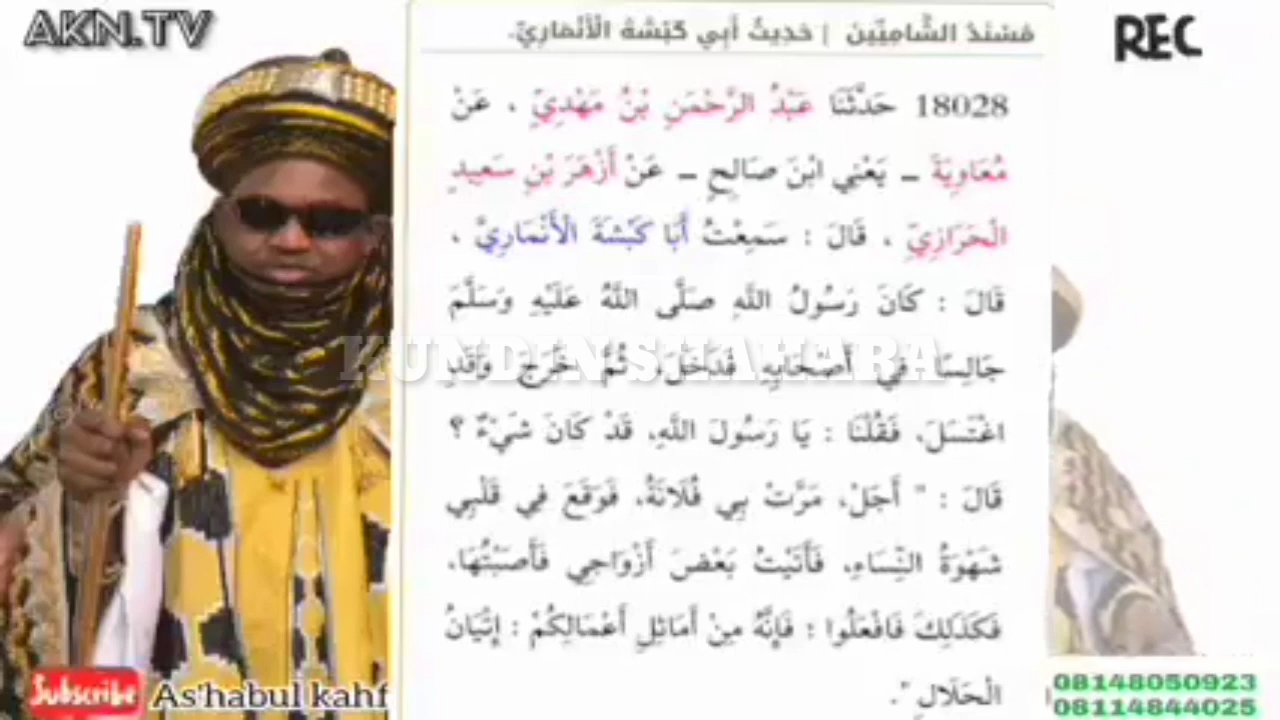 AKN.TV
REC
مُسْنَدُ الشَّامِيِّينَ | حَدِيثُ أَبِي كَبْشَةَ الْأَنْمَارِيِّ.
18028 حَدَّثَنَا عَبْدُ الرَّحْمَنِ بْنُ مَهْدِيٍّ ، عَنْ
مُعَاوِيَةَ - يَعْنِي ابْنَ صَالِحٍ - عَنْ أَزْهَرَ بْنِ سَعِيدٍ
الْحَرَازِيِّ ، قَالَ : سَمِعْتُ أَبَا كَبْشَةَ الْأَنْمَارِيَّ ،
قَالَ : كَانَ رَسُولُ اللَّهِ صَلَّى اللَّهُ عَلَيْهِ وَسَلَّمَ
جَالِسًا فِي أَصْحَابِهِ فَدَخَلَ، ثُمَّ خَرَجَ وَقَدِ
KUNDIN SHAHARA
اغْتَسَلَ، فَقُلْنَا : يَا رَسُولَ اللَّهِ، قَدْ كَانَ شَيْءٌ ؟
قَالَ : " أَجَلْ، مَرَّتْ بِي فُلَانَةُ، فَوَقَعَ فِي قَلْبِي
شَهْوَةُ النِّسَاءِ، فَأَتَيْتُ بَعْضَ أَزْوَاجِي فَأَصَبْتُهَا،
فَكَذَلِكَ فَافْعَلُوا ؛ فَإِنَّهُ مِنْ أَمَاثِلِ أَعْمَالِكُمْ : إِتْيَانُ
الْحَلَالِ ".
Subscribe As'habul kahf
08148050923
08114844025